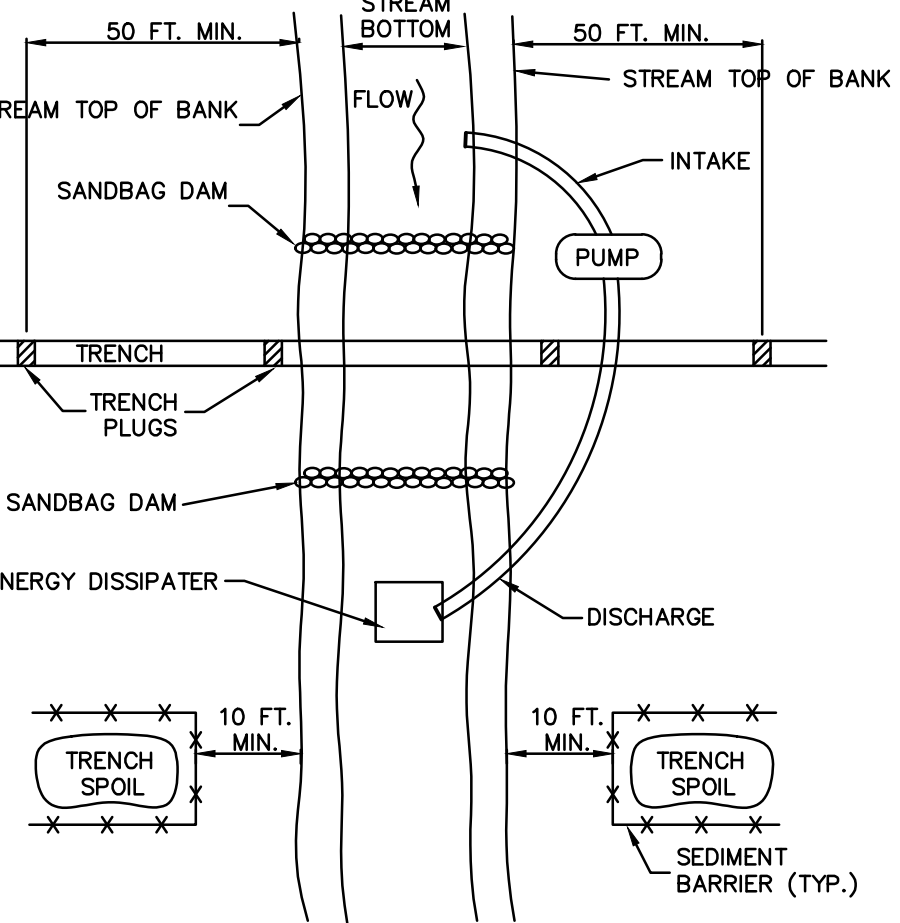 STREAM
BOTTOM
50 FT. MIN.
50 FT. MIN.
STREAM TOP OF BANK
REAM TOP OF BANK
FLOW
INTAKE
SANDBAG DAM
PUMP
TRENCH
TRENCH
PLUGS
SANDBAG DAM
NERGY DISSIPATER
DISCHARGE
10 FT.
MIN.
10 FT.
MIN.
TRENCH
SPOIL
TRENCH
SPOIL
SEDIMENT
BARRIER (TYP.)